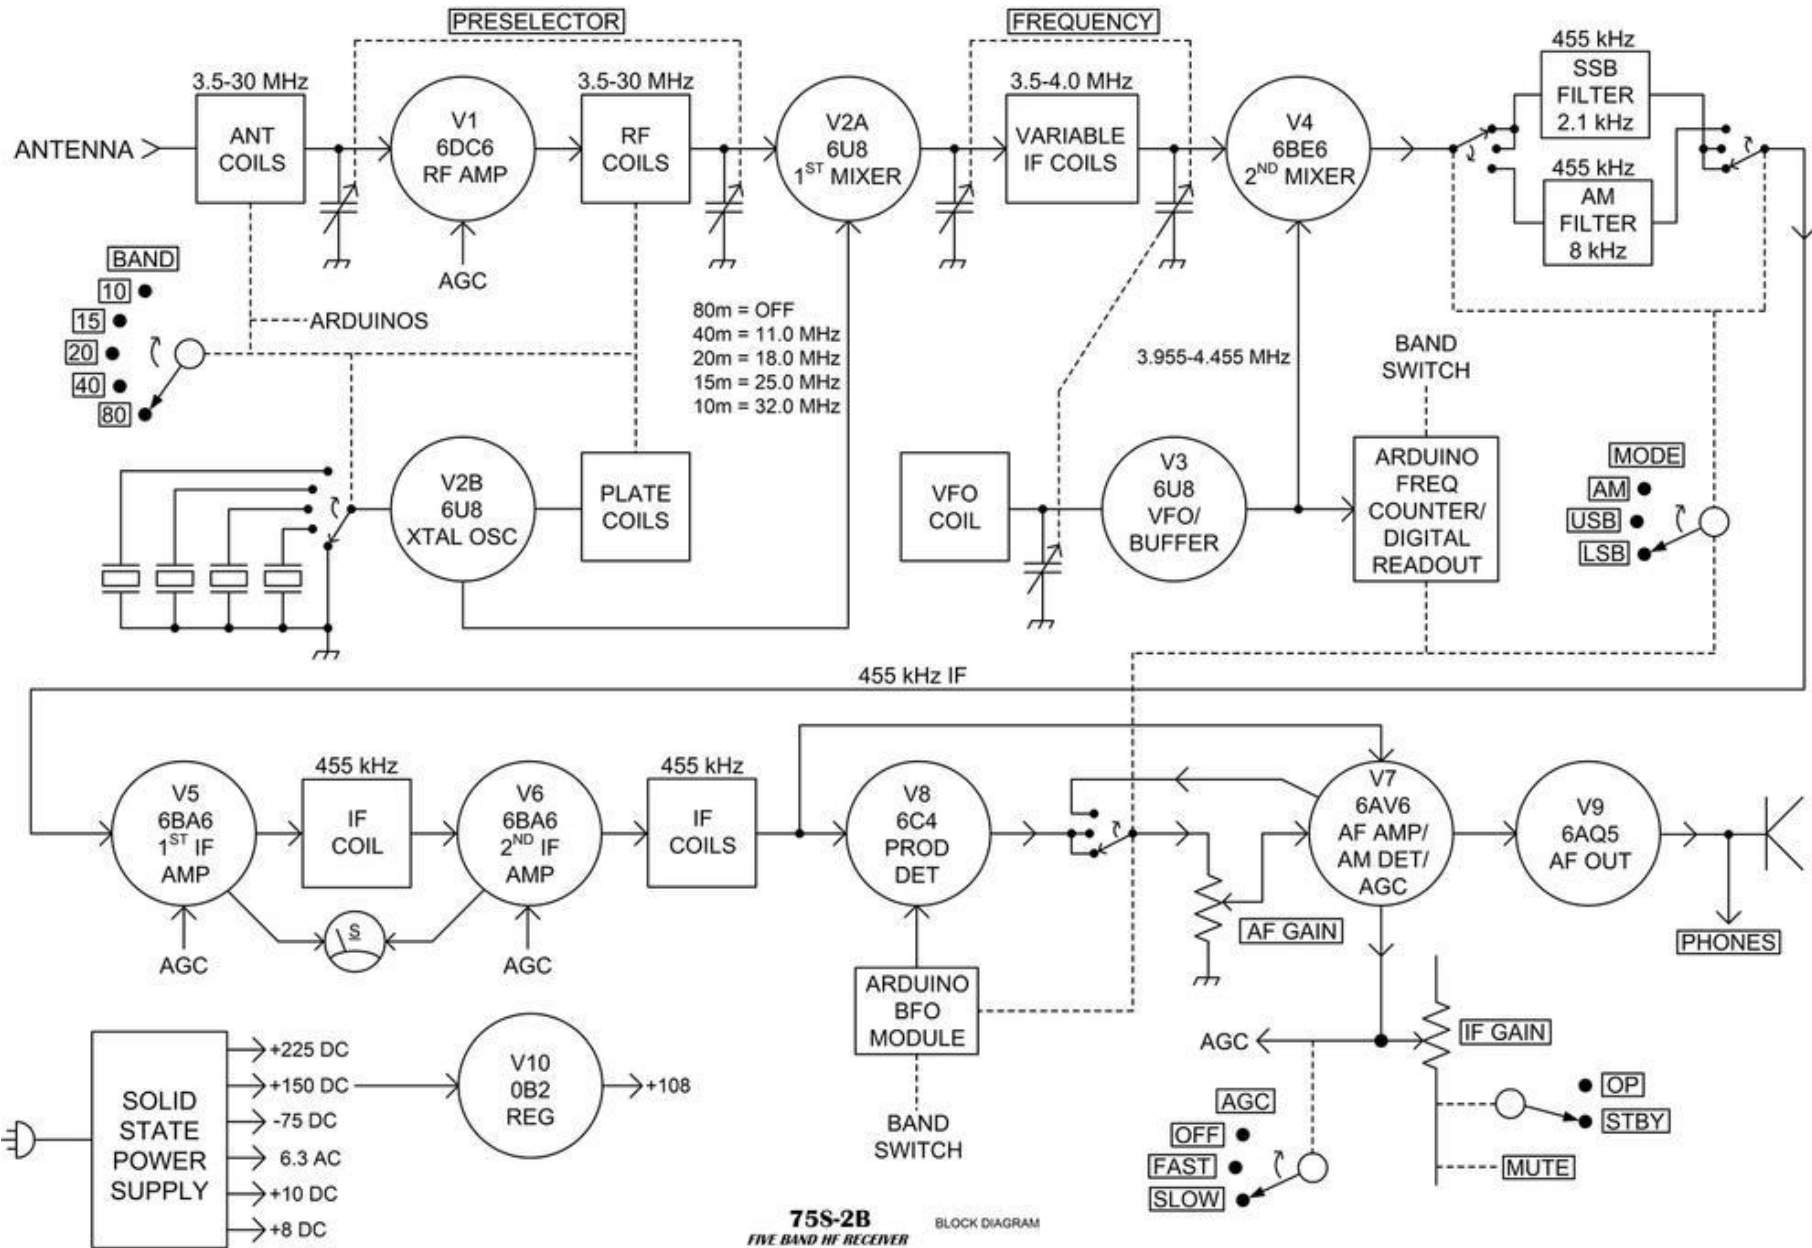 PRESELECTOR
FREQUENCY
3.5-30 MHz
ANTENNA
ANT
COILS
V1
6DC6
RF AMP
AGC
3.5-30 MHz
RF
COILS
V2A
6U8
1ST MIXER
3.5-4.0 MHz
VARIABLE
IF COILS
V4
6BE6
2ND MIXER
455 kHz
SSB
FILTER
2.1 kHz
455 kHz
AM
FILTER
8 kHz
BAND
10
15
20
40
80
ARDUINOS
80m = OFF
40m = 11.0 MHz
20m = 18.0 MHz
15m = 25.0 MHz
10m = 32.0 MHz
3.955-4.455 MHz
BAND
SWITCH
V2B
6U8
XTAL OSC
PLATE
COILS
VFO
COIL
V3
6U8
VFO/
BUFFER
ARDUINO
FREQ
COUNTER/
DIGITAL
READOUT
MODE
AM
USB
LSB
455 kHz IF
V5
6BA6
1ST IF
AMP
AGC
455 kHz
IF
COIL
S
V6
6BA6
2ND IF
AMP
AGC
455 kHz
IF
COILS
V8
6C4
PROD
DET
V7
6AV6
AF AMP/
AM DET/
AGC
V9
6AQ5
AF OUT
AF GAIN
PHONES
ARDUINO
BFO
MODULE
BAND
SWITCH
AGC
IF GAIN
OP
STBY
MUTE
AGC
OFF
FAST
SLOW
SOLID
STATE
POWER
SUPPLY
+225 DC
+150 DC
-75 DC
6.3 AC
+10 DC
+8 DC
V10
0B2
REG
+108
75S-2B
FIVE BAND HF RECEIVER
BLOCK DIAGRAM